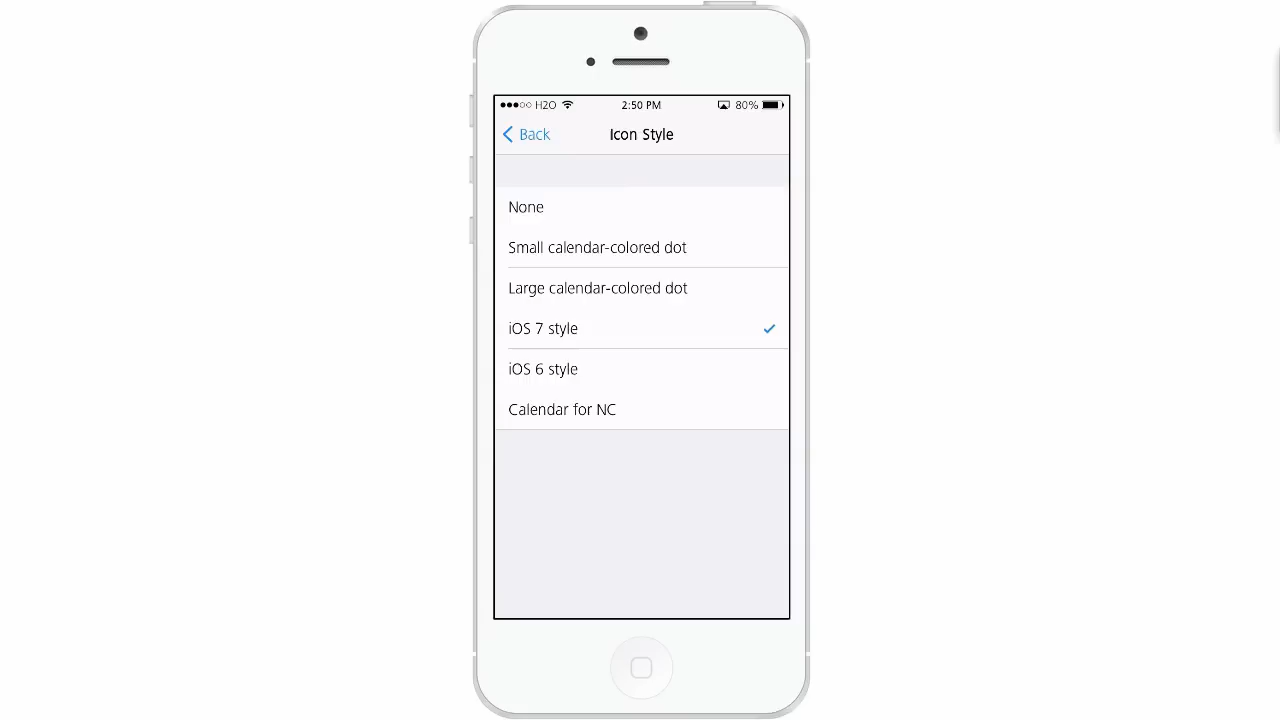 H2O 2:50 PM 80%
Back Icon Style
None
Small calendar-colored dot
Large calendar-colored dot
iOS 7 style
iOS 6 style
Calendar for NC